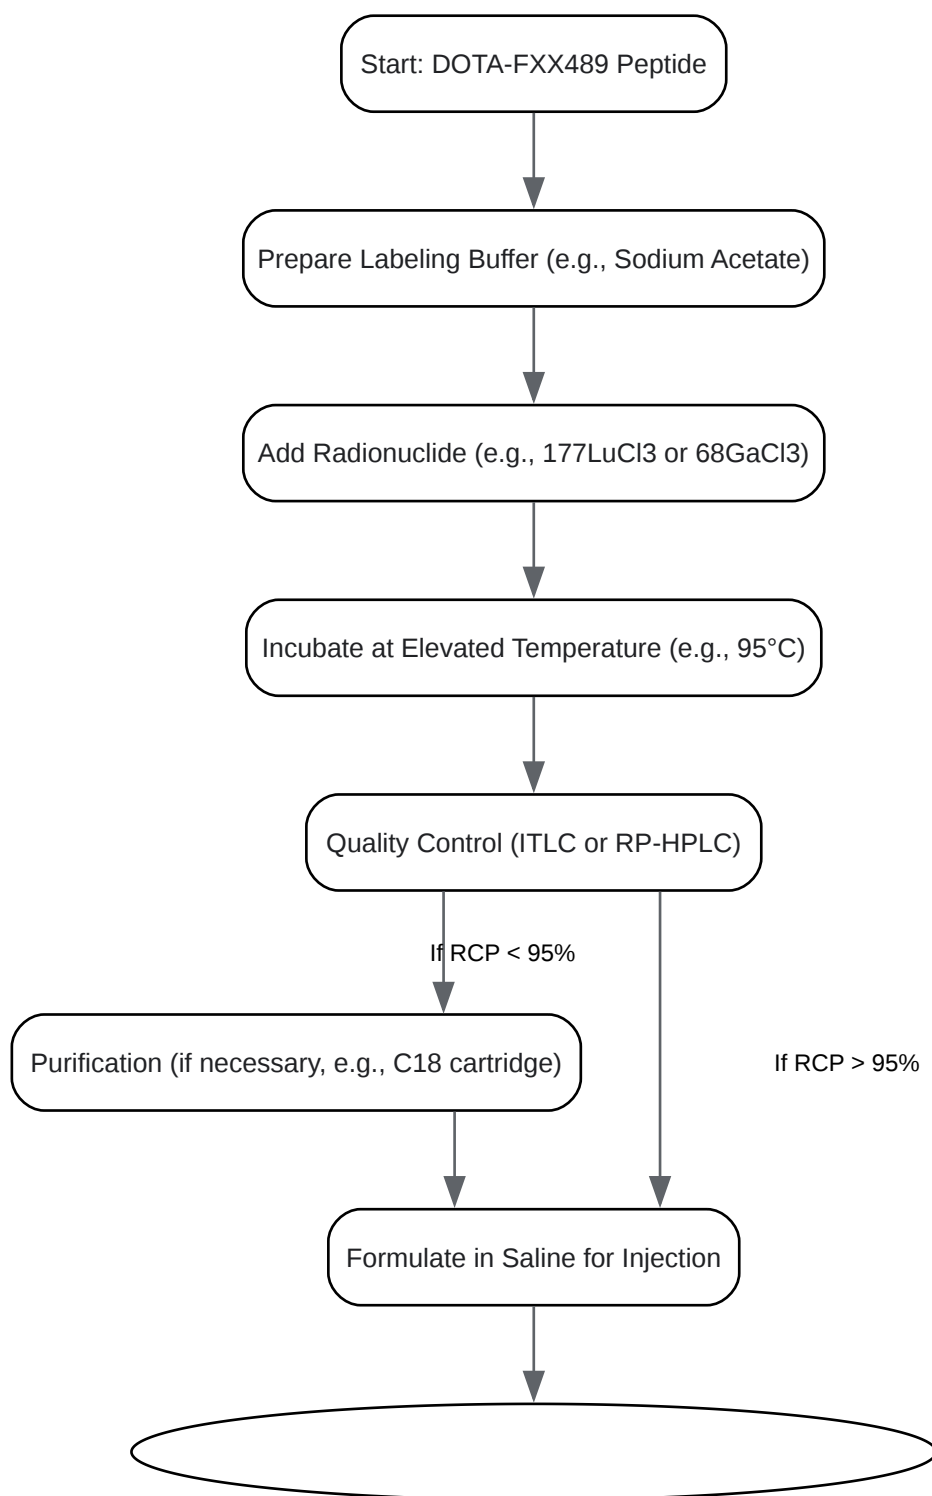 Start: DOTA-FXX489 Peptide
Prepare Labeling Buffer (e.g., Sodium Acetate)
Add Radionuclide (e.g., 177LuCl3 or 68GaCl3)
Incubate at Elevated Temperature (e.g., 95°C)
Quality Control (ITLC or RP-HPLC)
If RCP < 95%
Purification (if necessary, e.g., C18 cartridge)
If RCP > 95%
Formulate in Saline for Injection